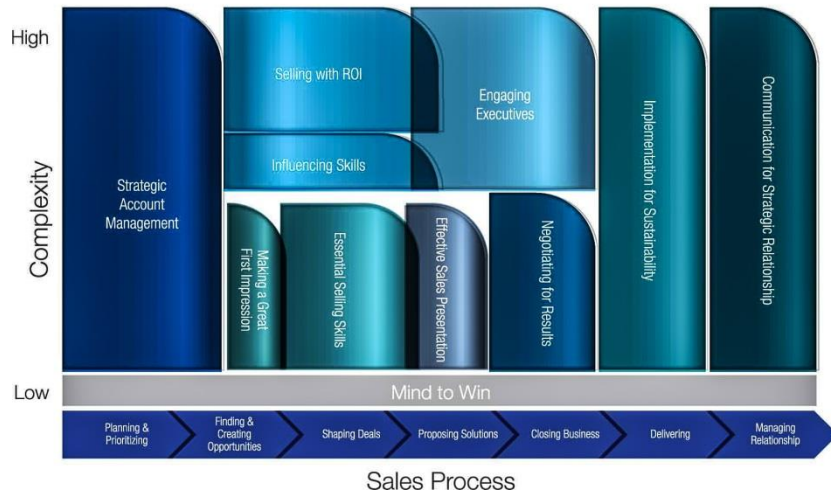 High
Complexity
Low
Strategic
Account
Management
Selling with ROI
Influencing Skills
Engaging
Executives
Making a Great
First Impression
Essential Selling Skills
Effective Sales Presentation
Negotiating for Results
Implementation for Sustainability
Communication for Strategic Relationship
Mind to Win
Planning &
Prioritizing
Finding &
Creating
Opportunities
Shaping Deals
Proposing Solutions
Closing Business
Delivering
Managing
Relationship
Sales Process